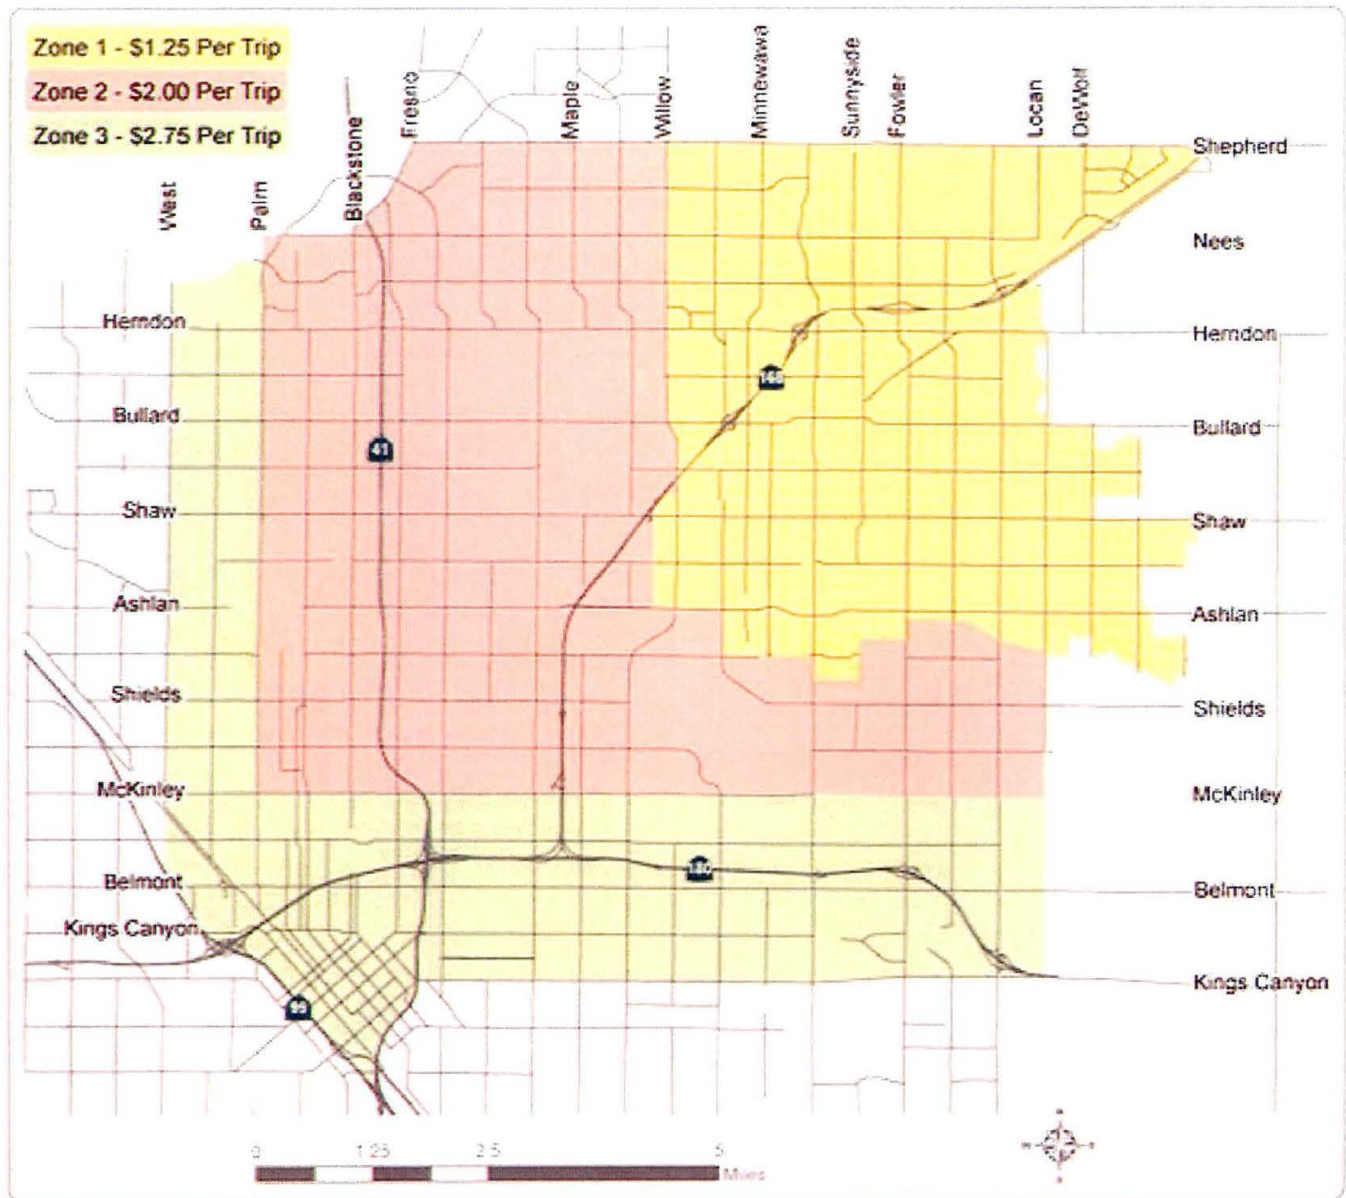 Zone 1 - $1.25 Per Trip
Zone 2 - $2.00 Per Trip
Zone 3 - $2.75 Per Trip
West
Palm
Blackstone
Fresno
Maple
Willow
Minnewawa
Sunnyside
Fowler
Locan
DeWolf
Shepherd
Nees
Herndon
Herndon
168
Bullard
Bullard
41
Shaw
Shaw
Ashlan
Ashlan
Shields
Shields
McKinley
McKinley
Belmont
180
Belmont
Kings Canyon
Kings Canyon
99
0 1.25 2.5 5
Miles